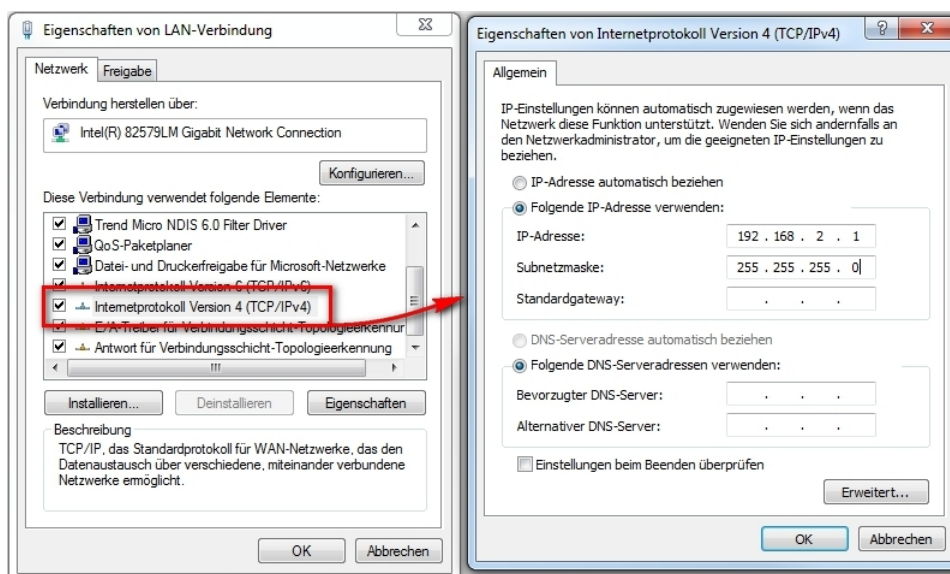 Eigenschaften von LAN-Verbindung
Netzwerk
Freigabe
Verbindung herstellen über:
Intel(R) 82579LM Gigabit Network Connection
Konfigurieren...
Diese Verbindung verwendet folgende Elemente:
Trend Micro NDIS 6.0 Filter Driver
QoS-Paketplaner
Datei- und Druckerfreigabe für Microsoft-Netzwerke
Internetprotokoll Version 6 (TCP/IPv6)
Internetprotokoll Version 4 (TCP/IPv4)
E/A-Treiber für Verbindungsschicht-Topologieerkennur
Antwort für Verbindungsschicht-Topologieerkennung
Installieren...
Deinstallieren
Eigenschaften
Beschreibung
TCP/IP, das Standardprotokoll für WAN-Netzwerke, das den
Datenaustausch über verschiedene, miteinander verbundene
Netzwerke ermöglicht.
OK
Abbrechen
Eigenschaften von Internetprotokoll Version 4 (TCP/IPv4)
?
Allgemein
IP-Einstellungen können automatisch zugewiesen werden, wenn das
Netzwerk diese Funktion unterstützt. Wenden Sie sich andernfalls an
den Netzwerkadministrator, um die geeigneten IP-Einstellungen zu
beziehen.
IP-Adresse automatisch beziehen
Folgende IP-Adresse verwenden:
IP-Adresse: 192 . 168 . 2 . 1
Subnetzmaske: 255 . 255 . 255 . 0
Standardgateway: . . .
DNS-Serveradresse automatisch beziehen
Folgende DNS-Serveradressen verwenden:
Bevorzugter DNS-Server: . . .
Alternativer DNS-Server: . . .
Einstellungen beim Beenden überprüfen
Erweitert...
OK
Abbrechen